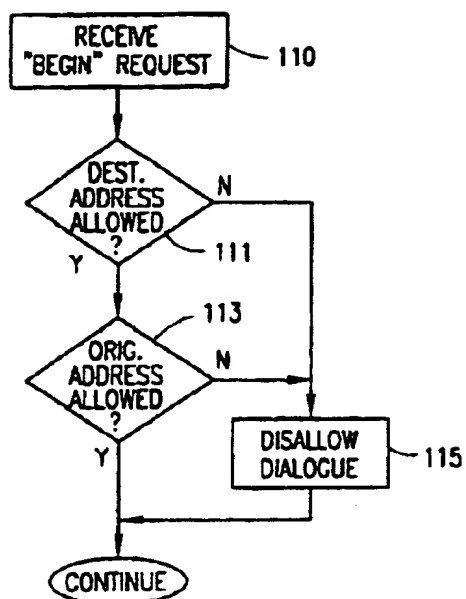 RECEIVE
"BEGIN" REQUEST
110
DEST.
ADDRESS
ALLOWED
?
N
Y
111
113
ORIG.
ADDRESS
ALLOWED
?
N
Y
DISALLOW
DIALOGUE
115
CONTINUE